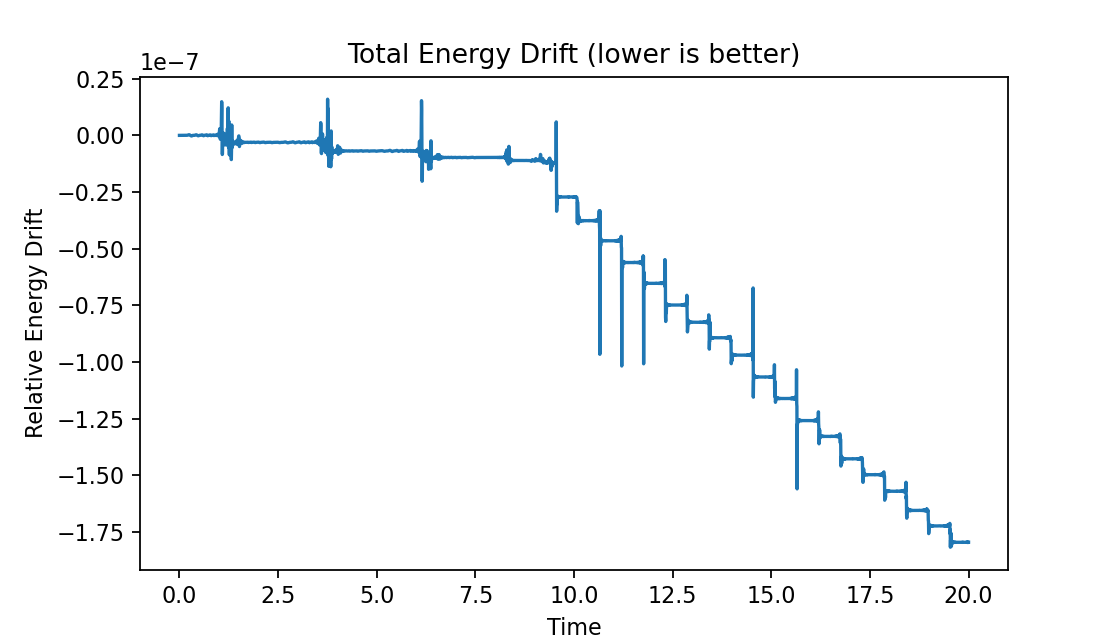 Total Energy Drift (lower is better)
1e−7
0.25
0.00
−0.25
−0.50
−0.75
−1.00
−1.25
−1.50
−1.75
Relative Energy Drift
0.0 2.5 5.0 7.5 10.0 12.5 15.0 17.5 20.0
Time